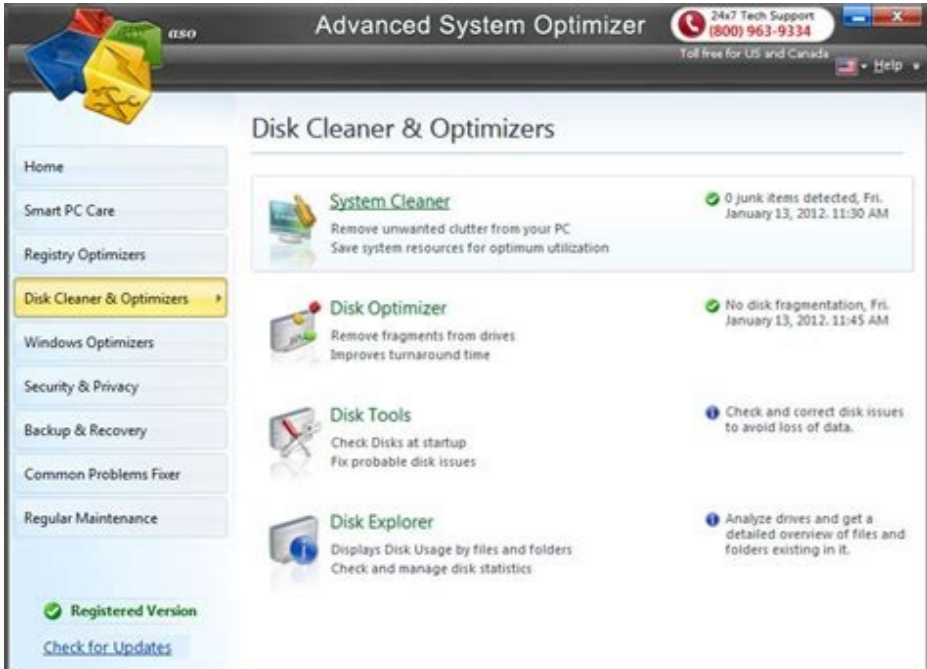 aso
Advanced System Optimizer
24x7 Tech Support
(800) 963-9334
Toll free for US and Canada
Help
Disk Cleaner & Optimizers
Home
Smart PC Care
Registry Optimizers
Disk Cleaner & Optimizers
Windows Optimizers
Security & Privacy
Backup & Recovery
Common Problems Fixer
Regular Maintenance
Registered Version
Check for Updates
System Cleaner
Remove unwanted clutter from your PC
Save system resources for optimum utilization
0 junk items detected, Fri.
January 13, 2012. 11:30 AM
Disk Optimizer
Remove fragments from drives
Improves turnaround time
No disk fragmentation, Fri.
January 13, 2012. 11:45 AM
Disk Tools
Check Disks at startup
Fix probable disk issues
Check and correct disk issues
to avoid loss of data.
Disk Explorer
Displays Disk Usage by files and folders
Check and manage disk statistics
Analyze drives and get a
detailed overview of files and
folders existing in it.